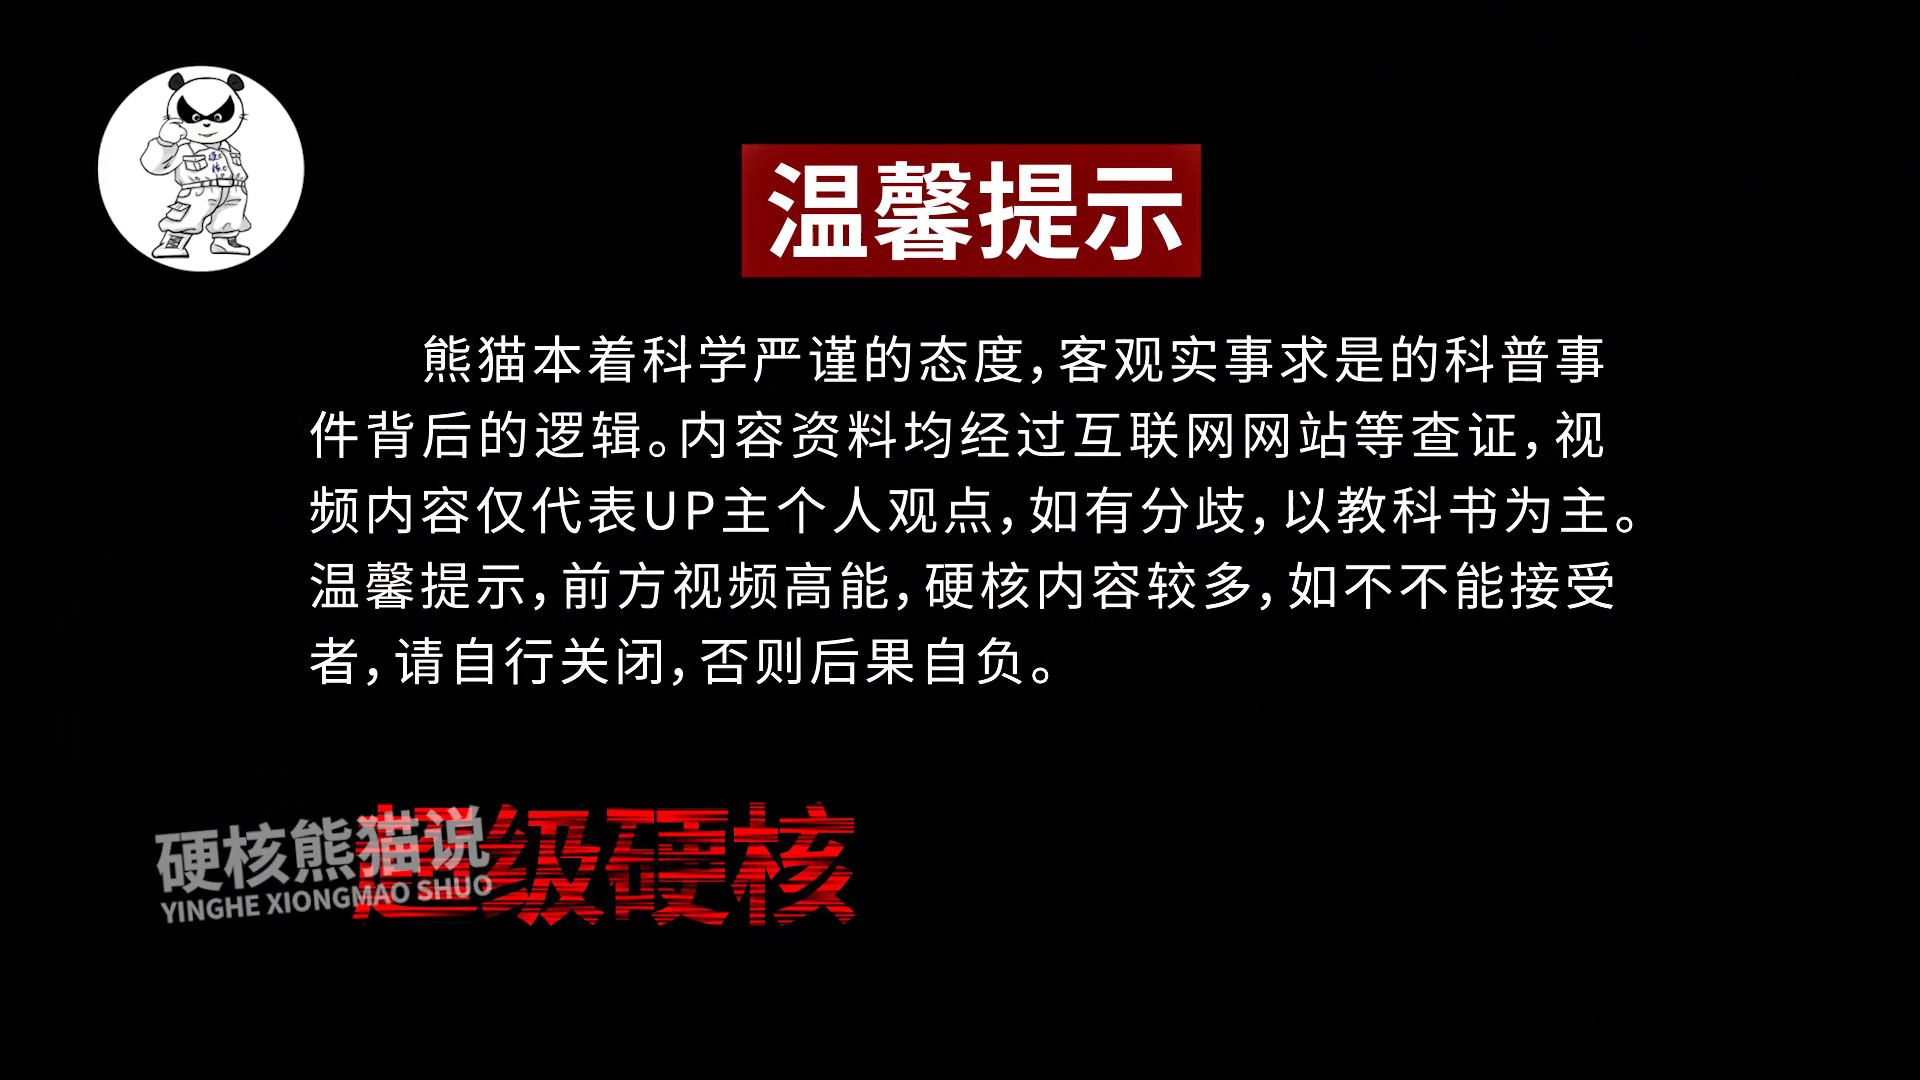 温馨提示
熊猫本着科学严谨的态度，客观实事求是的科普事
件背后的逻辑。内容资料均经过互联网网站等查证，视
频内容仅代表UP主个人观点，如有分歧，以教科书为主。
温馨提示，前方视频高能，硬核内容较多，如不不能接受
者，请自行关闭，否则后果自负。
超级硬核
硬核熊猫说
YINGHE XIONGMAO SHUO